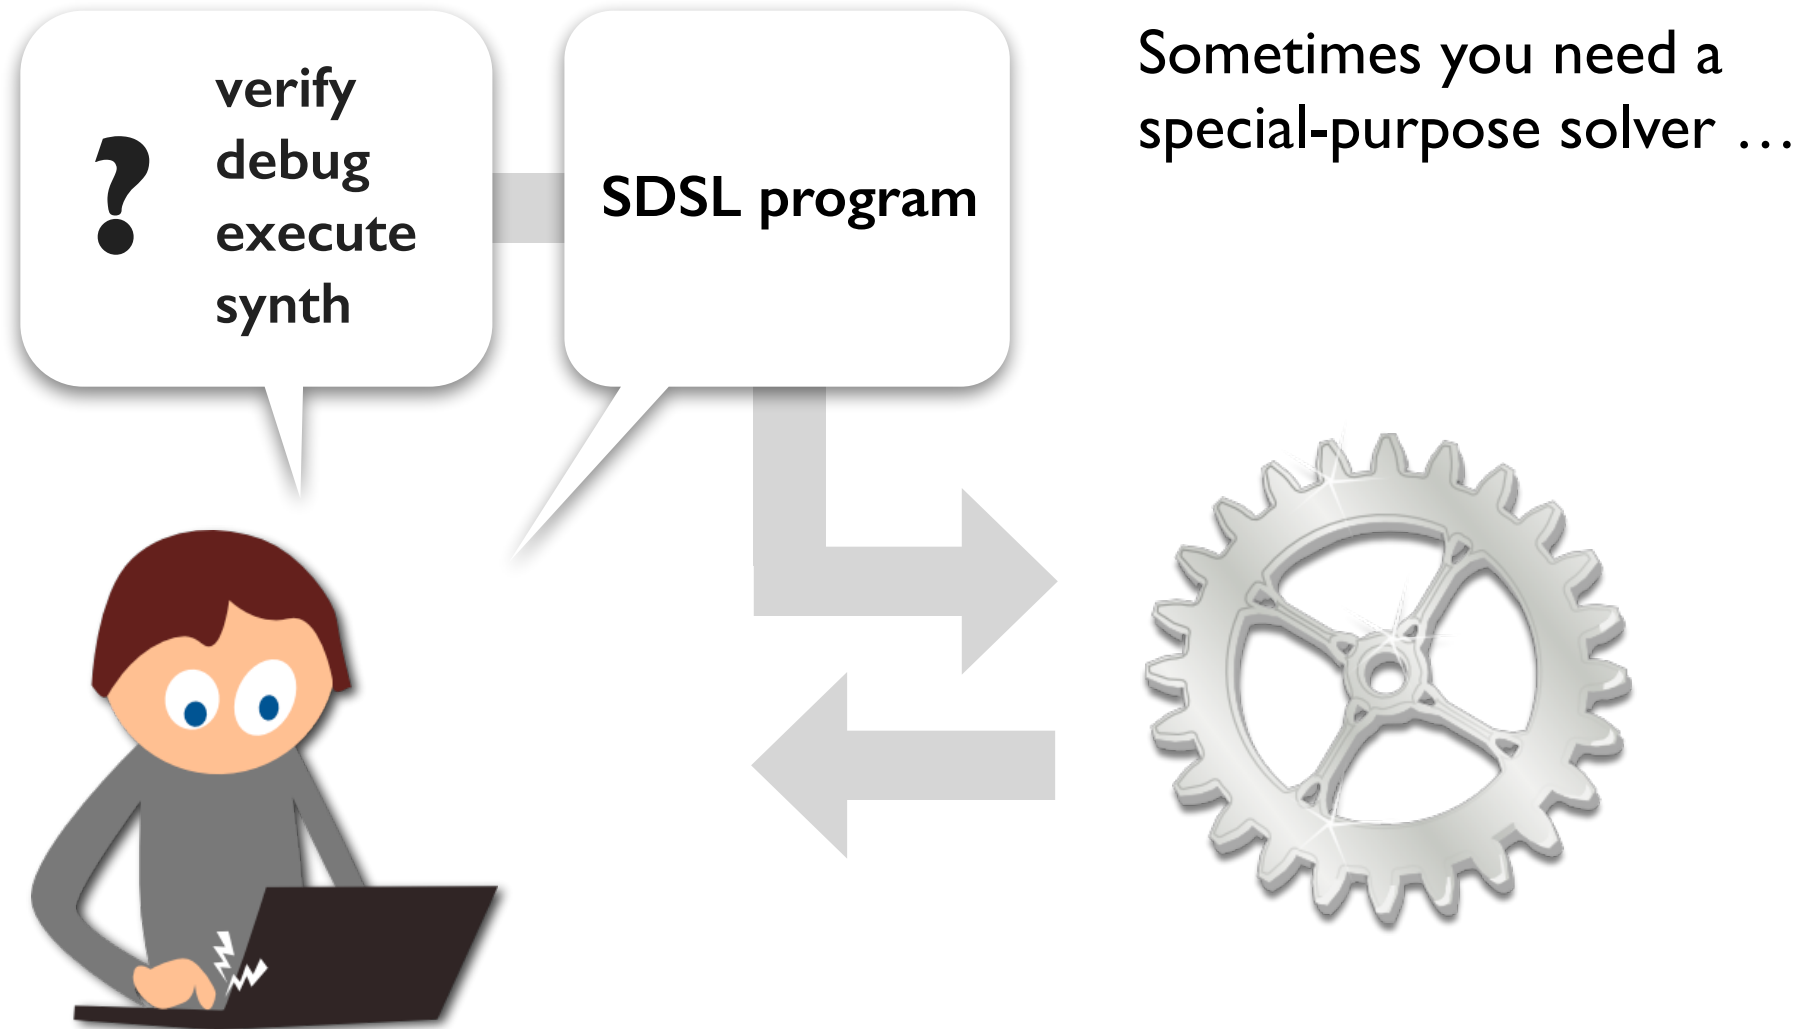 ?
verify
debug
execute
synth
SDSL program
Sometimes you need a
special-purpose solver …